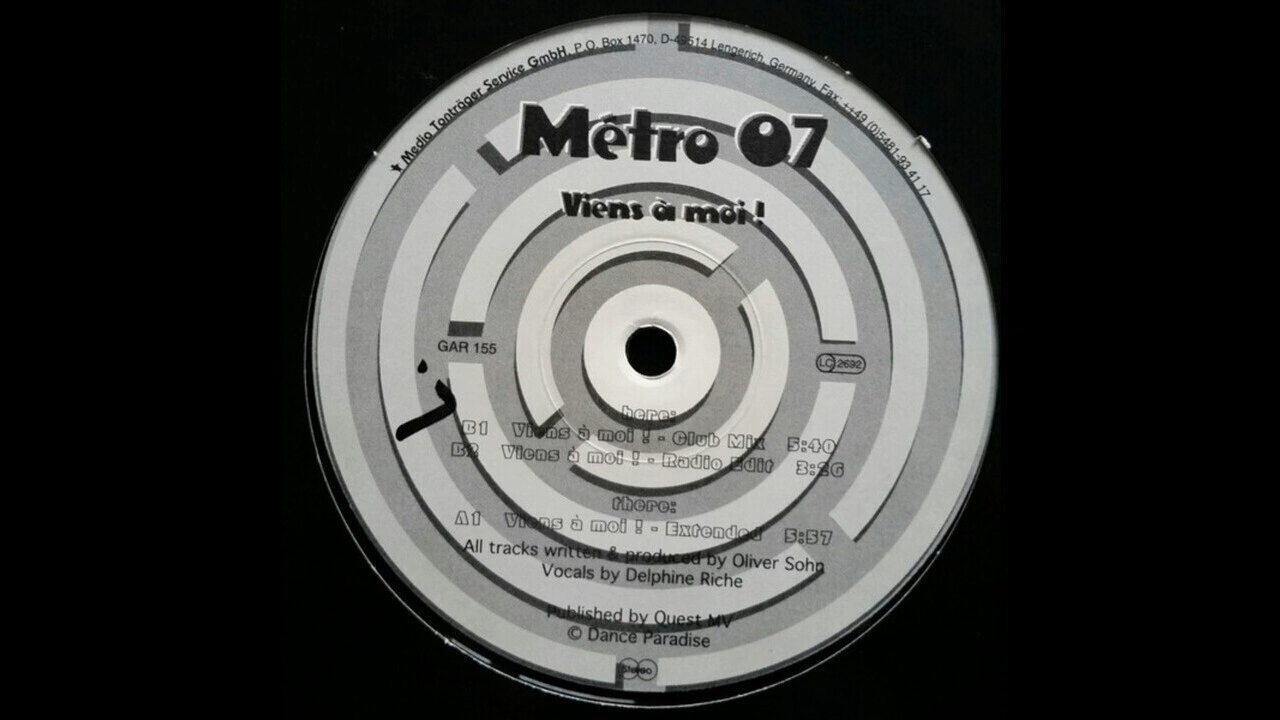 ★ Media Tonträger Service GmbH, P.O. Box 1470, D-49514 Lengerich, Germany, Fax: ++49 (0)5481-93 41 17
Métro 07
Viens à moi !
GAR 155
LC 2692
here:
B1 Viens à moi ! - Club Mix 5:40
B2 Viens à moi ! - Radio Edit 3:26
there:
A1 Viens à moi ! - Extended 5:57
All tracks written & produced by Oliver Sohn
Vocals by Delphine Riche
Published by Quest MV
© Dance Paradise
Stereo